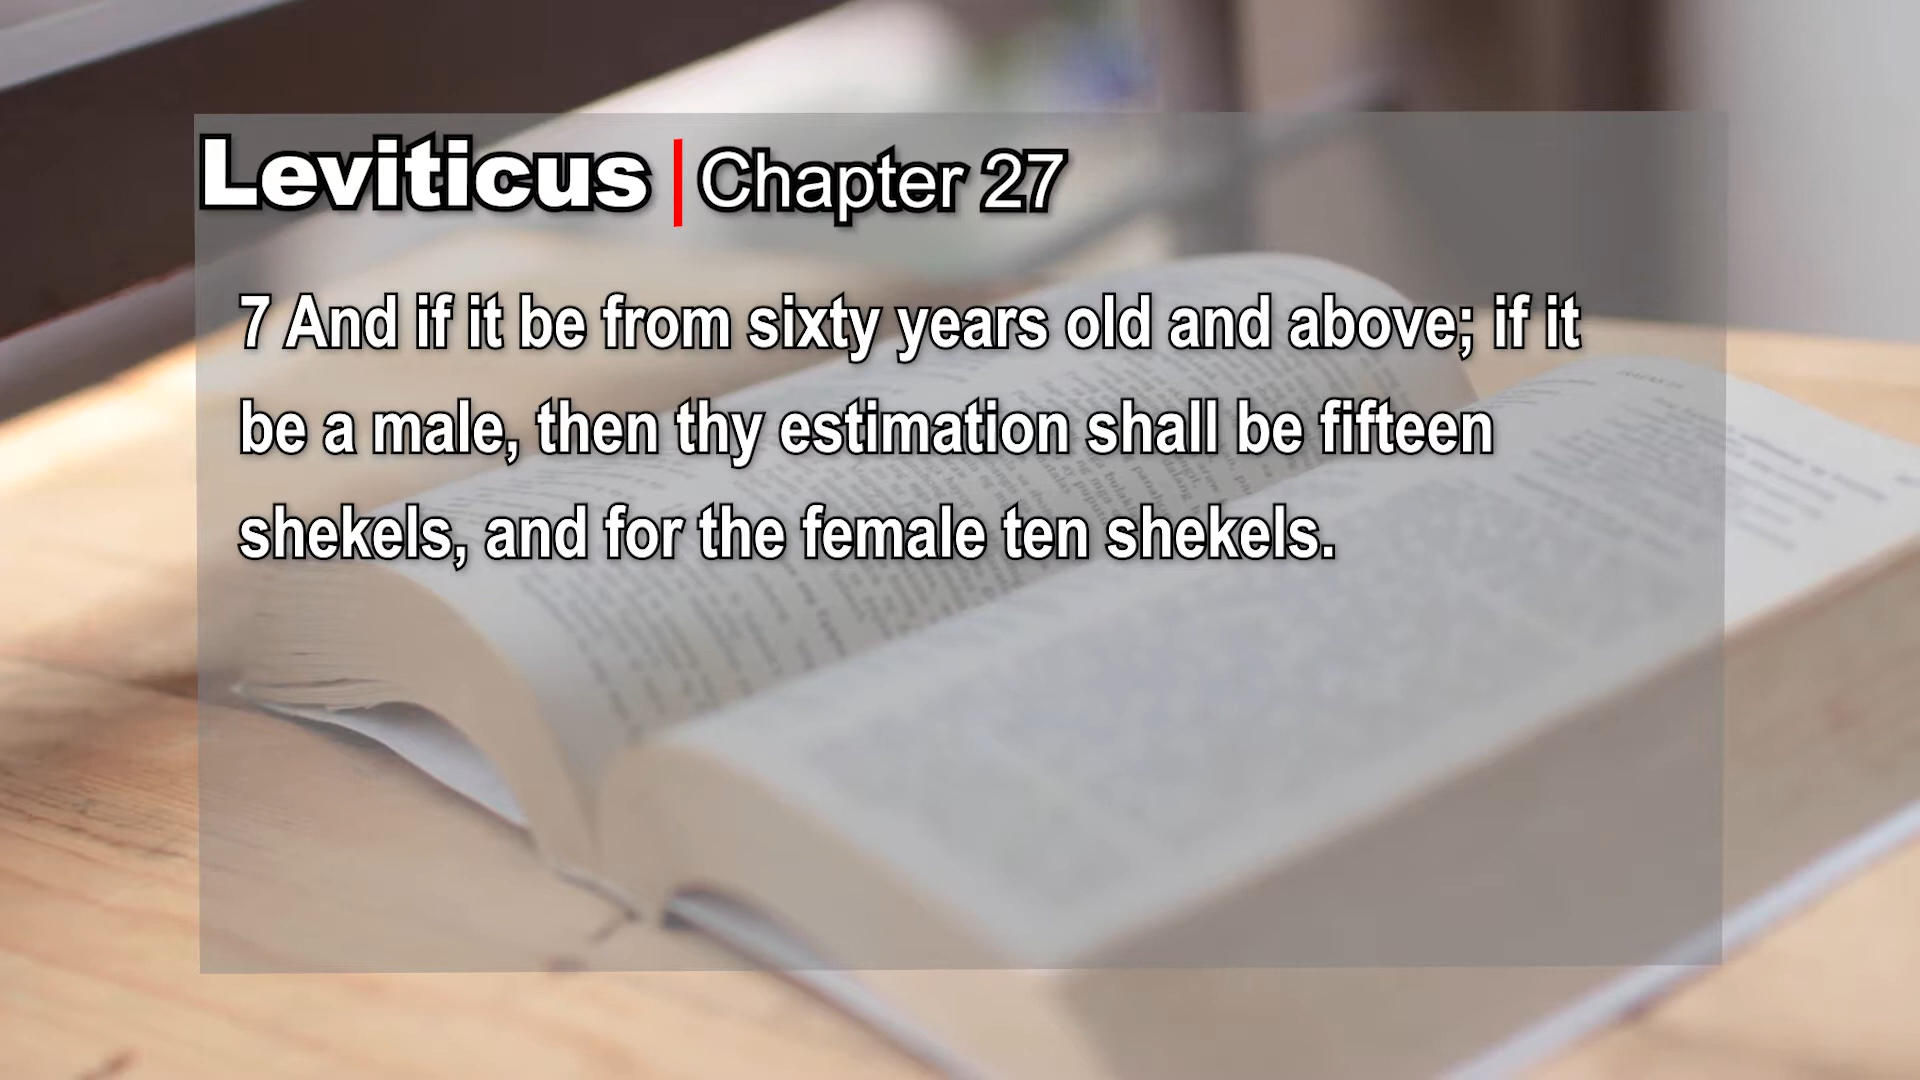 Leviticus | Chapter 27
7 And if it be from sixty years old and above; if it
be a male, then thy estimation shall be fifteen
shekels, and for the female ten shekels.